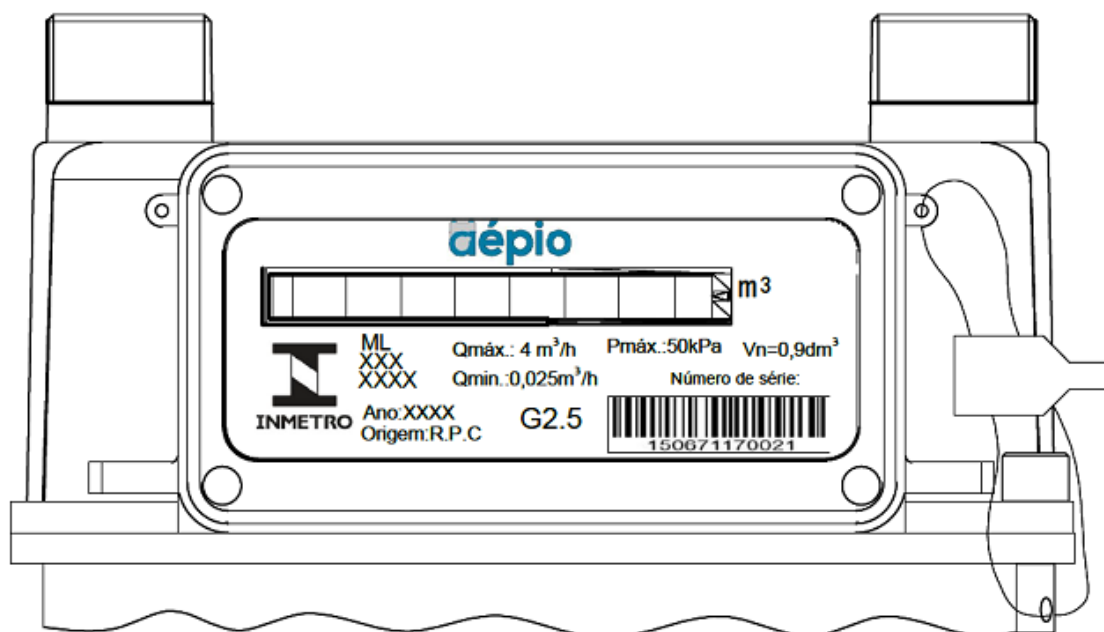 aépio
m³
ML
XXX
XXXX
Qmáx.: 4 m³/h
Pmáx.:50kPa
Vn=0,9dm³
Qmin.:0,025m³/h
Número de série:
INMETRO
Ano:XXXX
Origem:R.P.C
G2.5
150671170021